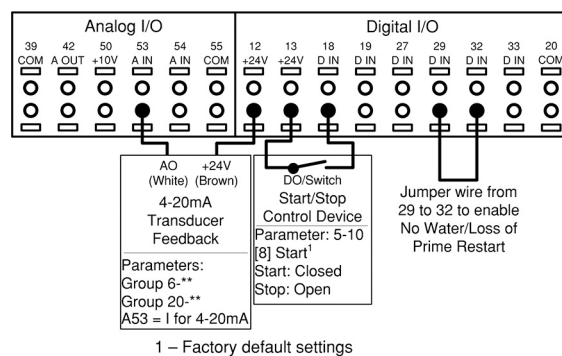 Analog I/O Digital I/O
39 42 50 53 54 55 12 13 18 19 27 29 32 33 20
COM A OUT +10V A IN A IN COM +24V +24V D IN D IN D IN D IN D IN D IN COM
AO +24V
(White) (Brown)
4-20mA
Transducer
Feedback
Parameters:
Group 6-**
Group 20-**
A53 = I for 4-20mA
DO/Switch
Start/Stop
Control Device
Parameter: 5-10
[8] Start¹
Start: Closed
Stop: Open
Jumper wire from
29 to 32 to enable
No Water/Loss of
Prime Restart
1 – Factory default settings